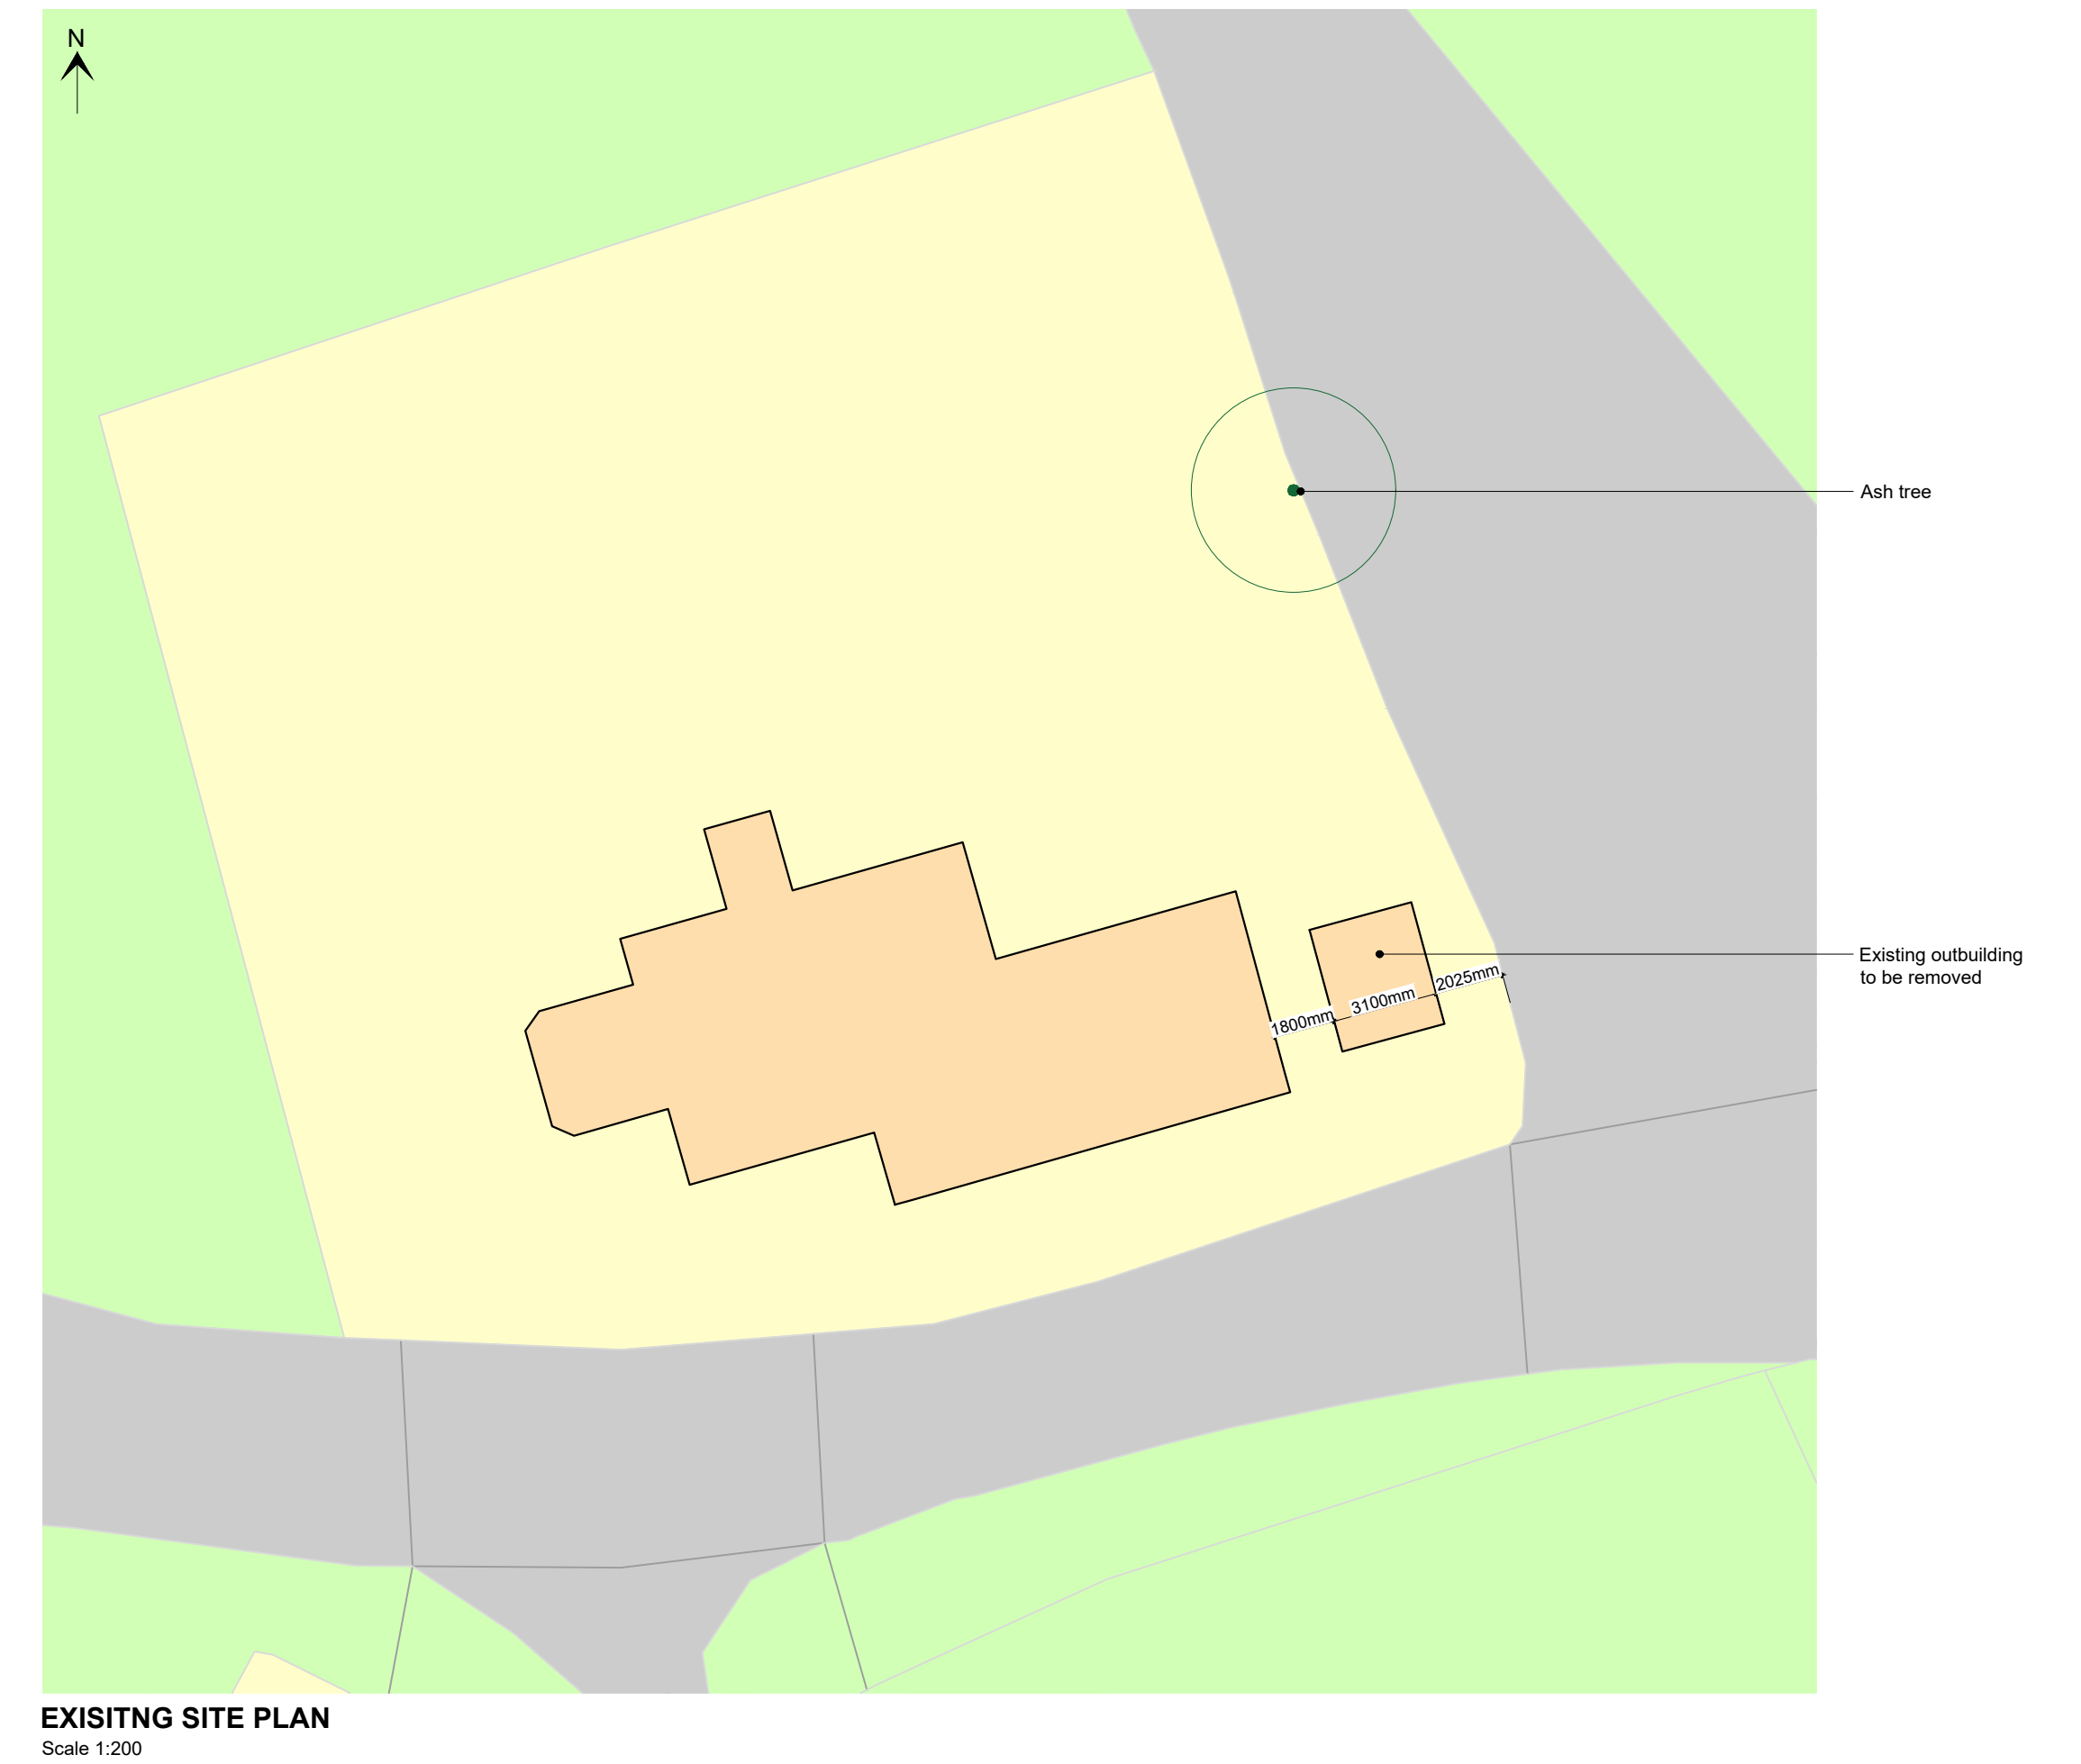 N
Ash tree
Existing outbuilding
to be removed
2025mm
3100mm
1800mm
EXISITNG SITE PLAN
Scale 1:200